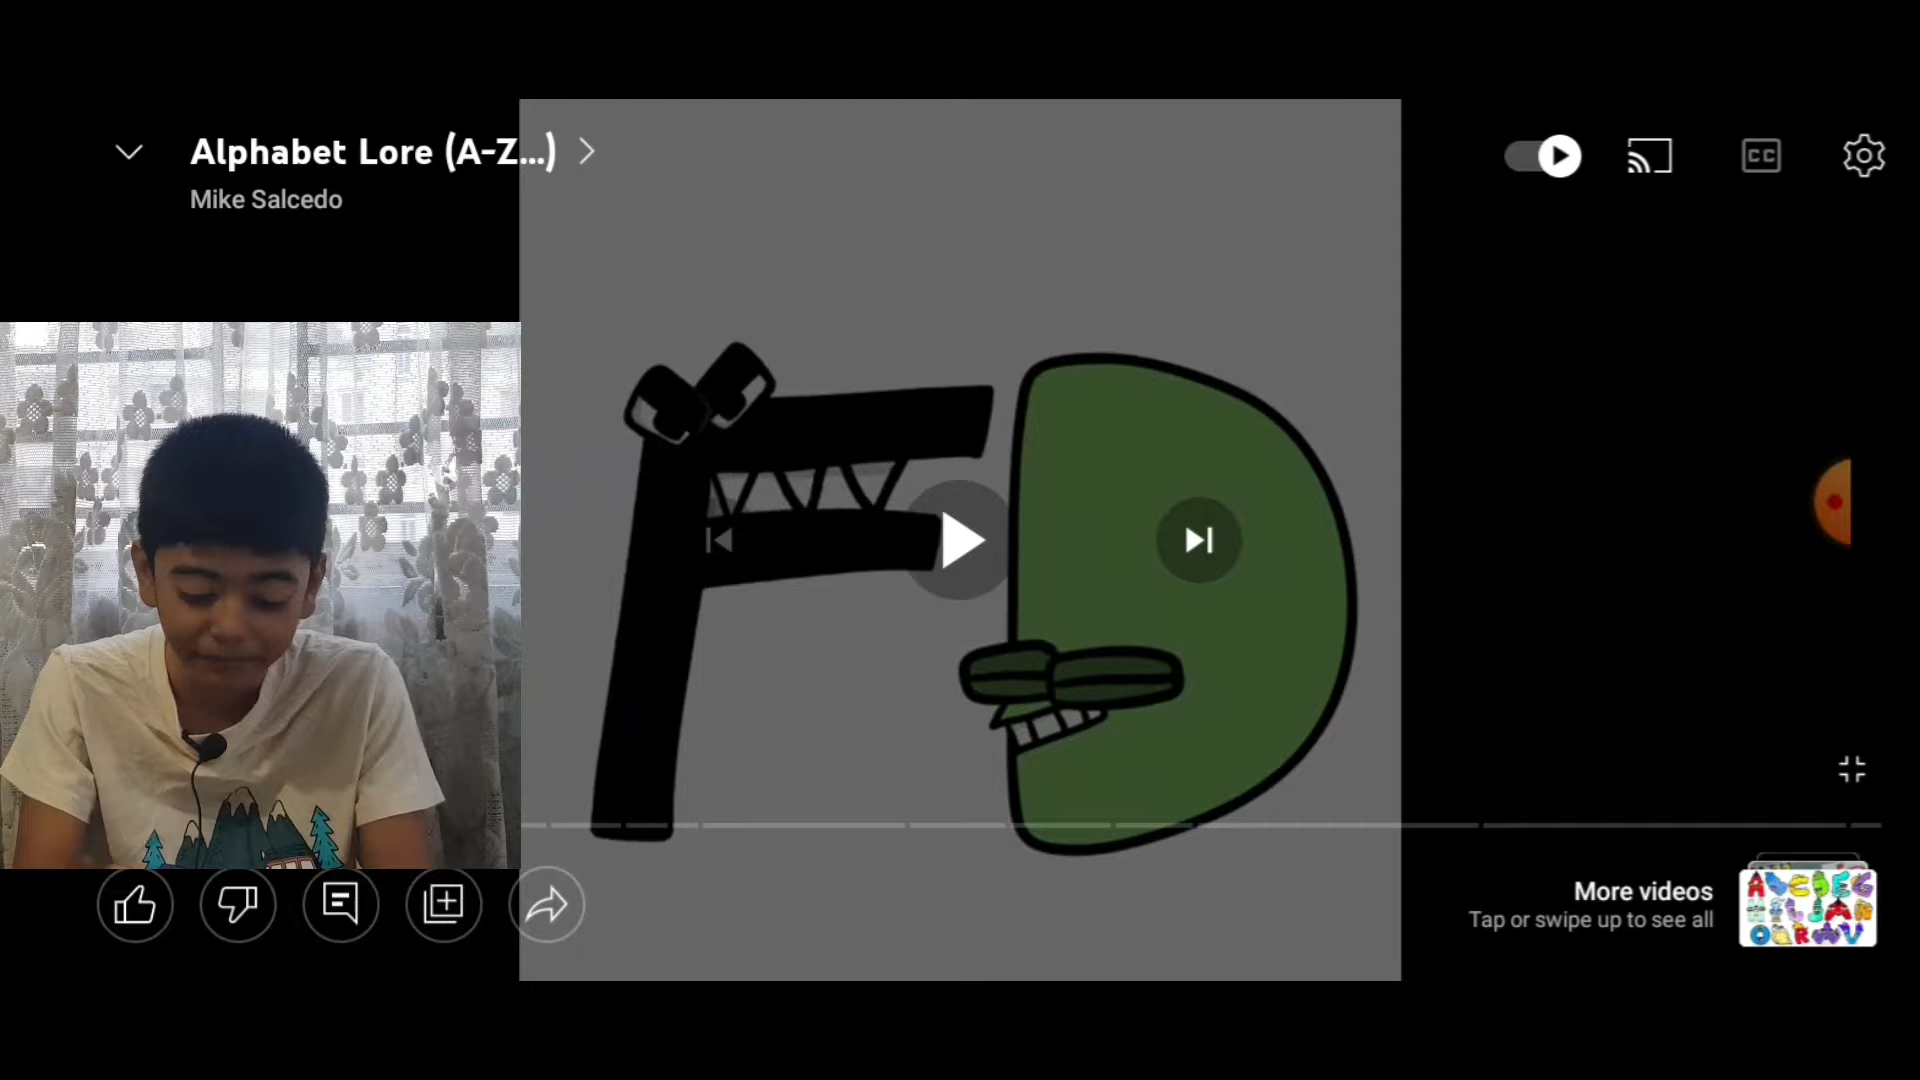 Alphabet Lore (A-Z...)
Mike Salcedo
CC
F D
More videos
Tap or swipe up to see all